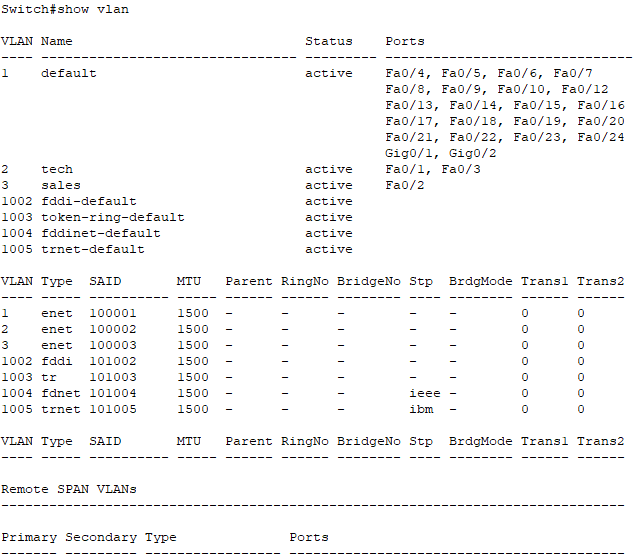 Switch#show vlan

VLAN Name                             Status    Ports
---- -------------------------------- --------- -------------------------------
1    default                          active    Fa0/4, Fa0/5, Fa0/6, Fa0/7
                                                Fa0/8, Fa0/9, Fa0/10, Fa0/12
                                                Fa0/13, Fa0/14, Fa0/15, Fa0/16
                                                Fa0/17, Fa0/18, Fa0/19, Fa0/20
                                                Fa0/21, Fa0/22, Fa0/23, Fa0/24
                                                Gig0/1, Gig0/2
2    tech                             active    Fa0/1, Fa0/3
3    sales                            active    Fa0/2
1002 fddi-default                     active
1003 token-ring-default               active
1004 fddinet-default                  active
1005 trnet-default                    active

VLAN Type  SAID       MTU   Parent RingNo BridgeNo Stp  BrdgMode Trans1 Trans2
---- ----- ---------- ----- ------ ------ -------- ---- -------- ------ ------
1    enet  100001     1500  -      -      -        -    -        0      0
2    enet  100002     1500  -      -      -        -    -        0      0
3    enet  100003     1500  -      -      -        -    -        0      0
1002 fddi  101002     1500  -      -      -        -    -        0      0
1003 tr    101003     1500  -      -      -        -    -        0      0
1004 fdnet 101004     1500  -      -      -        ieee -        0      0
1005 trnet 101005     1500  -      -      -        ibm  -        0      0

VLAN Type  SAID       MTU   Parent RingNo BridgeNo Stp  BrdgMode Trans1 Trans2
---- ----- ---------- ----- ------ ------ -------- ---- -------- ------ ------

Remote SPAN VLANs
------------------------------------------------------------------------------

Primary Secondary Type              Ports
------- --------- ----------------- ------------------------------------------